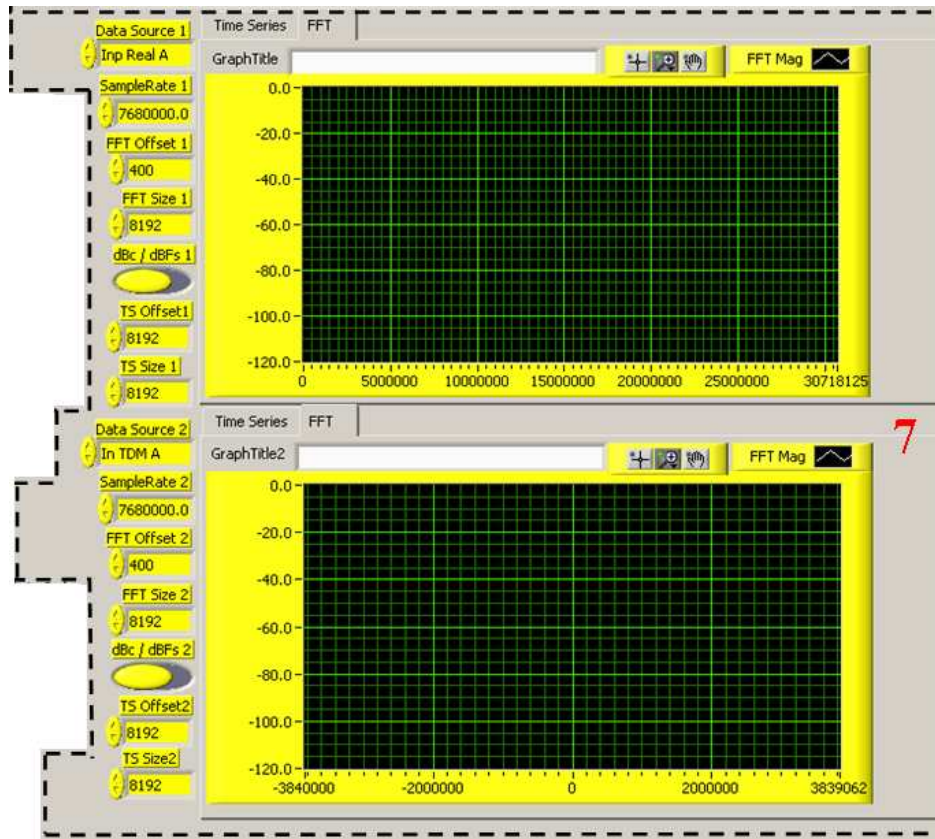 Data Source 1
Inp Real A
SampleRate 1
7680000.0
FFT Offset 1
400
FFT Size 1
8192
dBc / dBFs 1
TS Offset1
8192
TS Size 1
8192
Time Series FFT
GraphTitle
FFT Mag
0.0
-20.0
-40.0
-60.0
-80.0
-100.0
-120.0
0 5000000 10000000 15000000 20000000 25000000 30718125
Data Source 2
In TDM A
SampleRate 2
7680000.0
FFT Offset 2
400
FFT Size 2
8192
dBc / dBFs 2
TS Offset2
8192
TS Size2
8192
Time Series FFT
7
GraphTitle2
FFT Mag
0.0
-20.0
-40.0
-60.0
-80.0
-100.0
-120.0
-3840000 -2000000 0 2000000 3839062